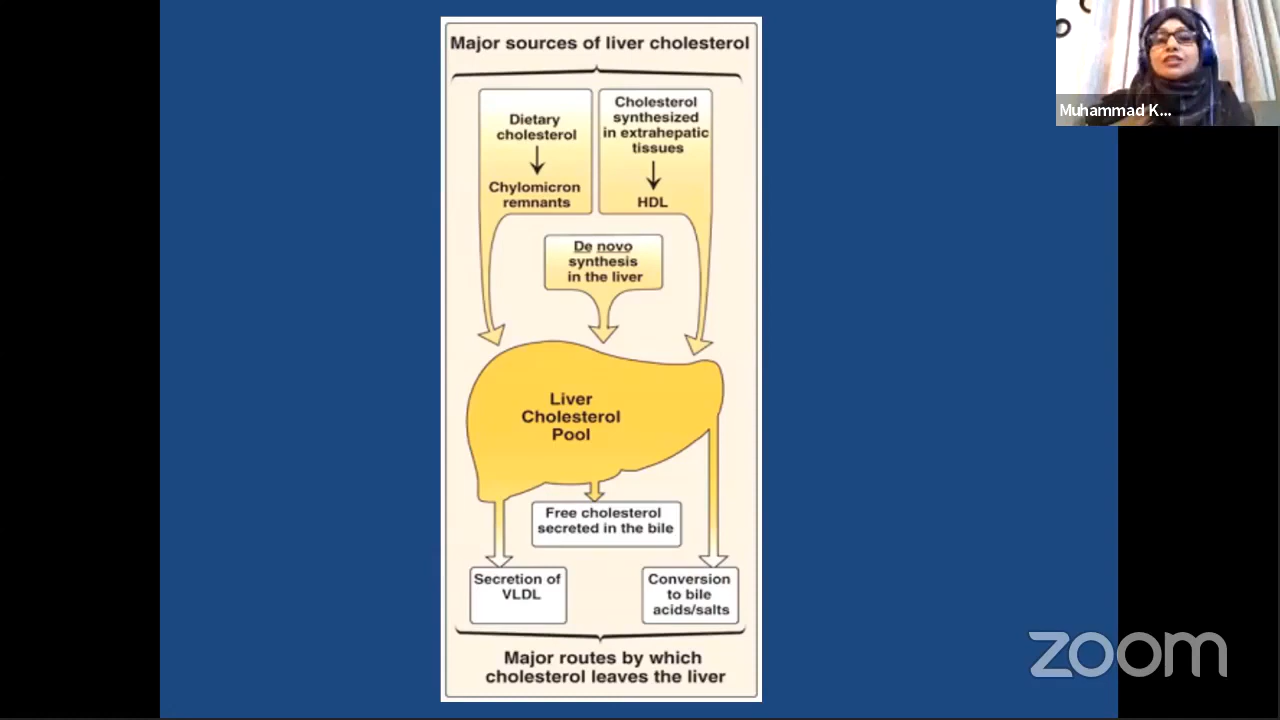 Major sources of liver cholesterol
Dietary
cholesterol
Chylomicron
remnants
Cholesterol
synthesized
in extrahepatic
tissues
HDL
De novo
synthesis
in the liver
Liver
Cholesterol
Pool
Free cholesterol
secreted in the bile
Secretion of
VLDL
Conversion
to bile
acids/salts
Major routes by which
cholesterol leaves the liver
Muhammad K...
zoom